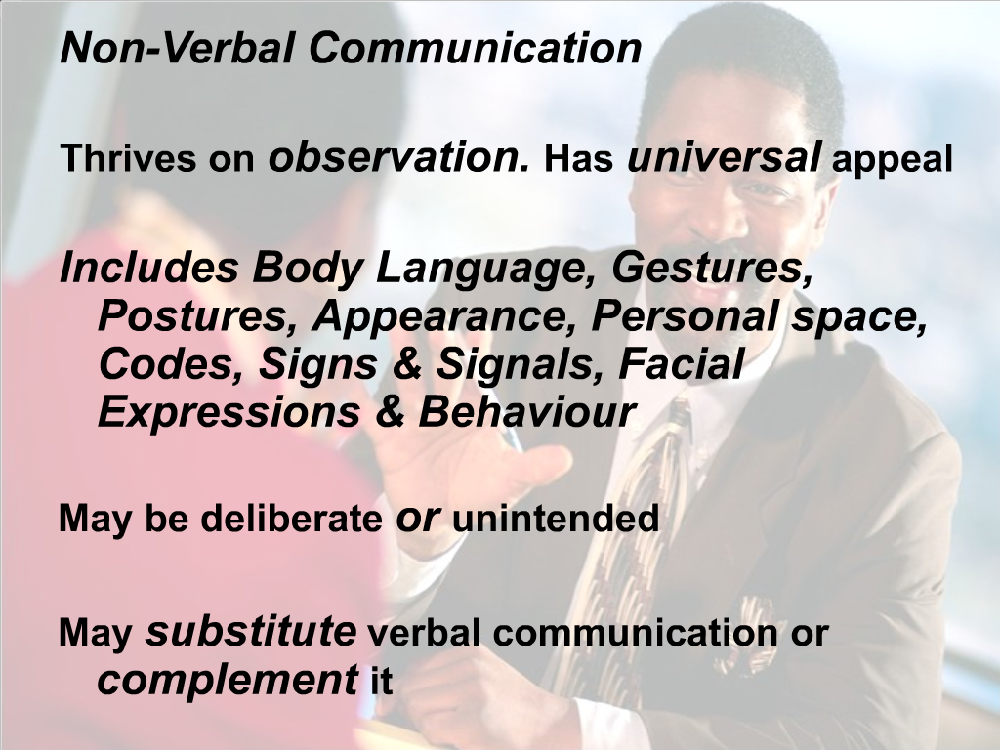 Non-Verbal Communication
Thrives on observation. Has universal appeal
Includes Body Language, Gestures,
Postures, Appearance, Personal space,
Codes, Signs & Signals, Facial
Expressions & Behaviour
May be deliberate or unintended
May substitute verbal communication or
complement it